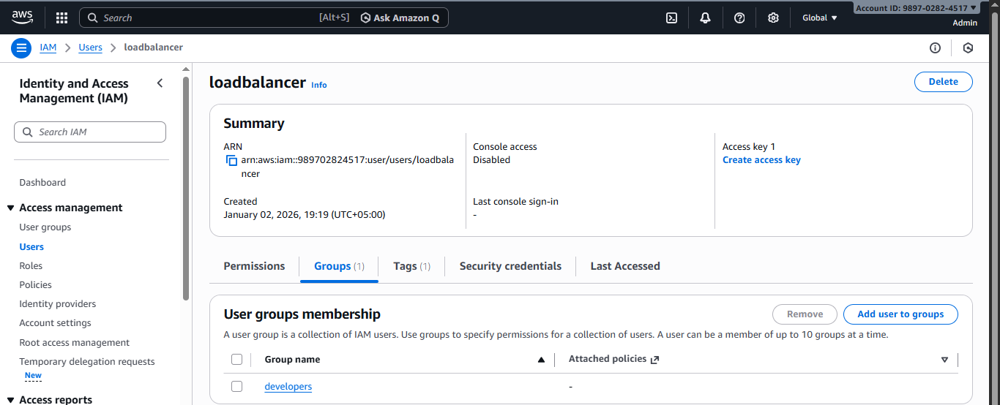 aws
Search [Alt+S] Ask Amazon Q Global Account ID: 9897-0282-4517
Admin
IAM Users loadbalancer
Identity and Access
Management (IAM)
Search IAM
Dashboard
Access management
User groups
Users
Roles
Policies
Identity providers
Account settings
Root access management
Temporary delegation requests
New
Access reports
loadbalancer Info Delete
Summary
ARN
arn:aws:iam::989702824517:user/users/loadbala
ncer
Created
January 02, 2026, 19:19 (UTC+05:00)
Console access
Disabled
Last console sign-in
-
Access key 1
Create access key
Permissions Groups (1) Tags (1) Security credentials Last Accessed
User groups membership Remove Add user to groups
A user group is a collection of IAM users. Use groups to specify permissions for a collection of users. A user can be a member of up to 10 groups at a time.
Group name Attached policies
developers -